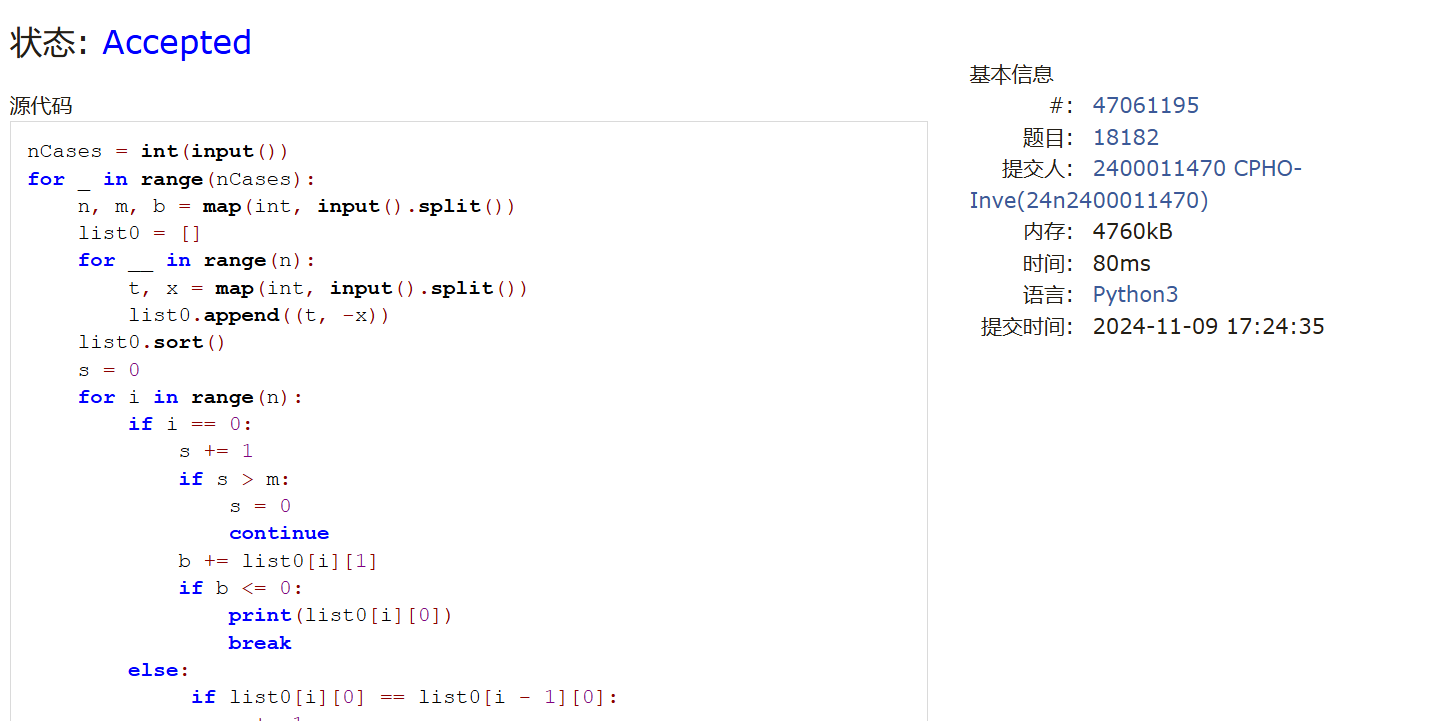 状态: Accepted
源代码
nCases = int(input())
for _ in range(nCases):
    n, m, b = map(int, input().split())
    list0 = []
    for __ in range(n):
        t, x = map(int, input().split())
        list0.append((t, -x))
    list0.sort()
    s = 0
    for i in range(n):
        if i == 0:
            s += 1
            if s > m:
                s = 0
                continue
            b += list0[i][1]
            if b <= 0:
                print(list0[i][0])
                break
        else:
             if list0[i][0] == list0[i - 1][0]:
基本信息
#: 47061195
题目: 18182
提交人: 2400011470 CPHO-
Inve(24n2400011470)
内存: 4760kB
时间: 80ms
语言: Python3
提交时间: 2024-11-09 17:24:35